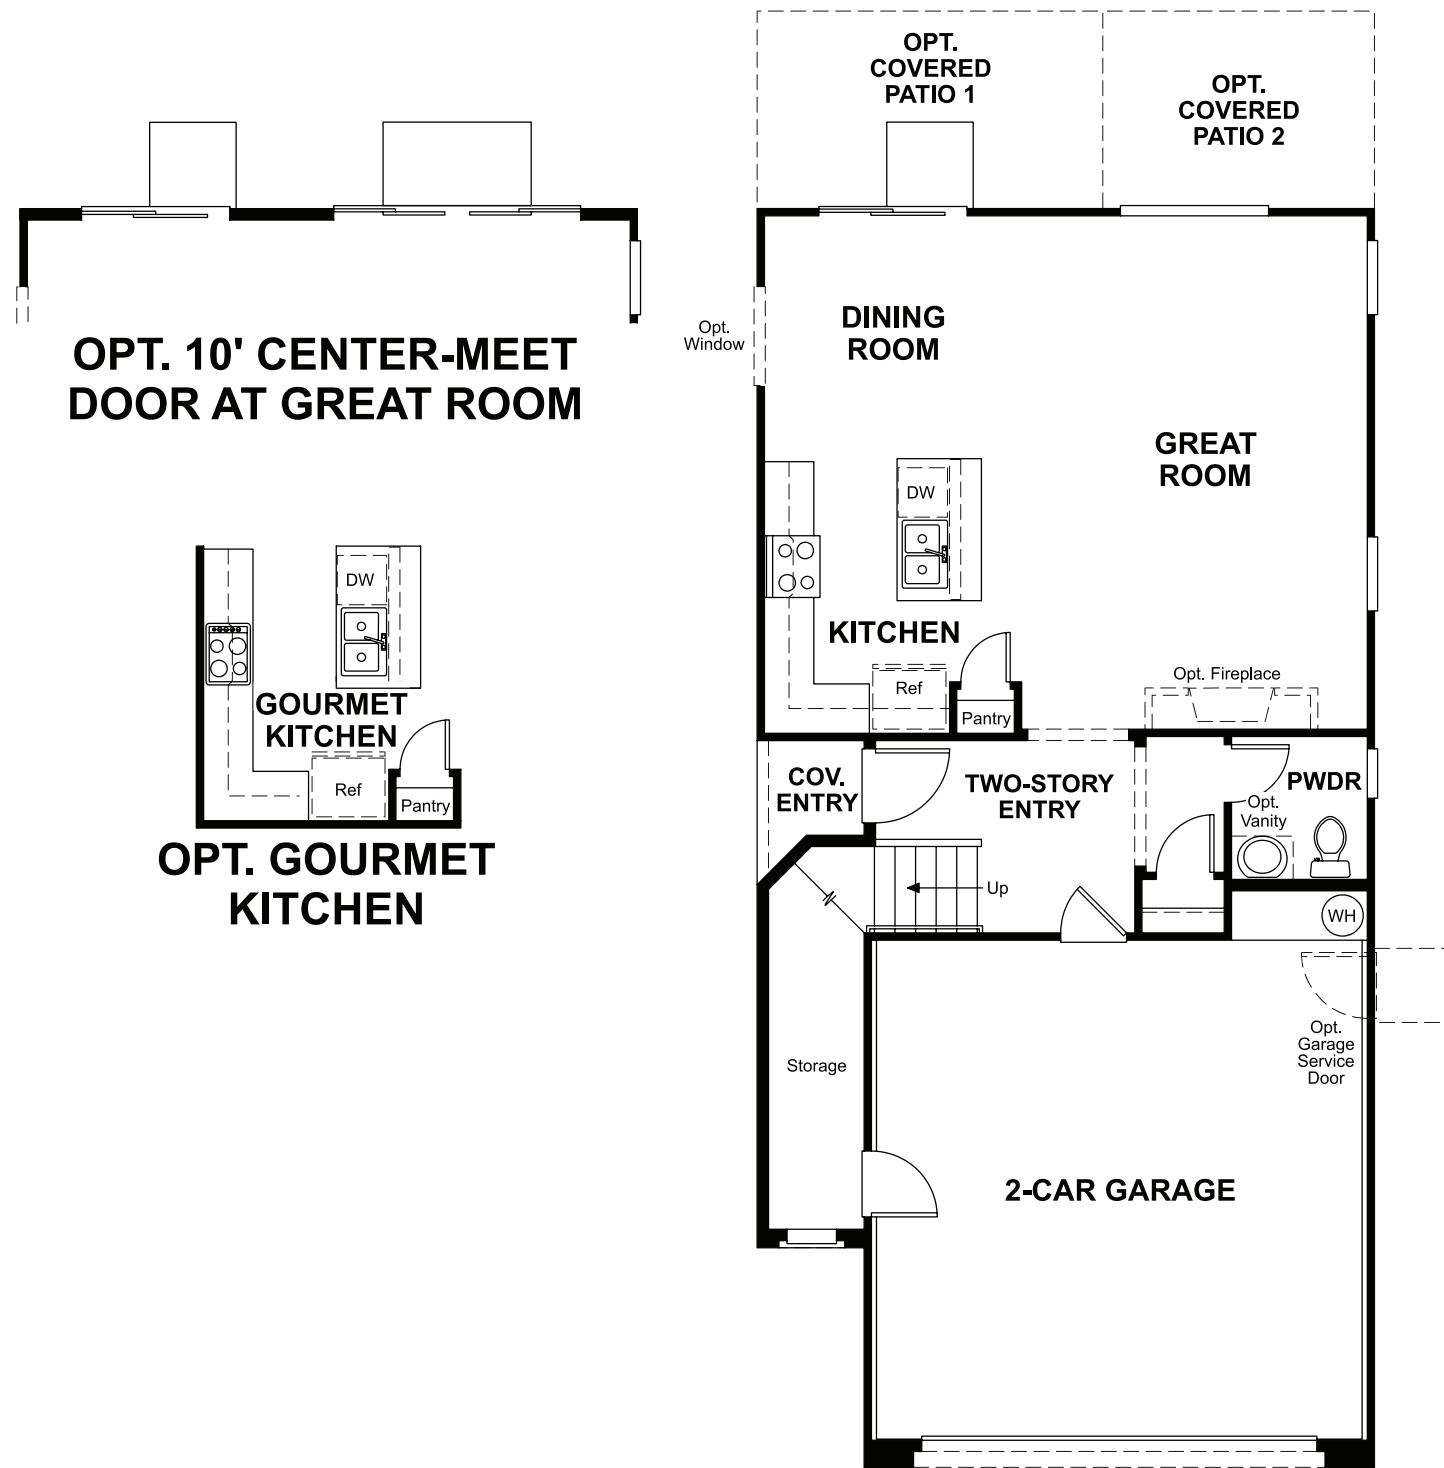 OPT.
COVERED
PATIO 1
OPT.
COVERED
PATIO 2
OPT. 10' CENTER-MEET
DOOR AT GREAT ROOM
Opt.
Window
DINING
ROOM
GREAT
ROOM
DW
KITCHEN
Ref
Pantry
Opt. Fireplace
DW
GOURMET
KITCHEN
Ref
Pantry
OPT. GOURMET
KITCHEN
COV.
ENTRY
TWO-STORY
ENTRY
PWDR
Opt.
Vanity
Up
WH
Opt.
Garage
Service
Door
Storage
2-CAR GARAGE